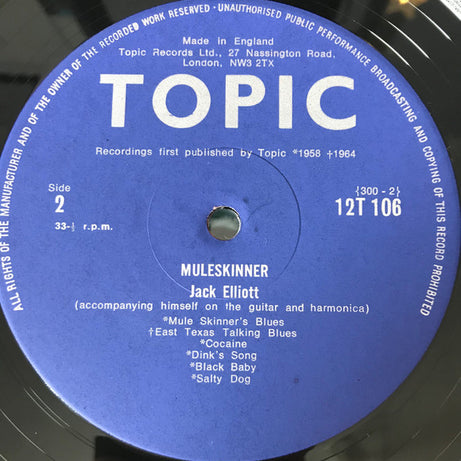 ALL RIGHTS OF THE MANUFACTURER AND OF THE OWNER OF THE RECORDED WORK RESERVED · UNAUTHORISED PUBLIC PERFORMANCE BROADCASTING AND COPYING OF THIS RECORD PROHIBITED
Made in England
Topic Records Ltd., 27 Nassington Road,
London, NW3 2TX
TOPIC
Recordings first published by Topic *1958 †1964
Side
2
33-⅓ r.p.m.
{300 - 2}
12T 106
MULESKINNER
Jack Elliott
(accompanying himself on the guitar and harmonica)
*Mule Skinner's Blues
†East Texas Talking Blues
*Cocaine
*Dink's Song
*Black Baby
*Salty Dog